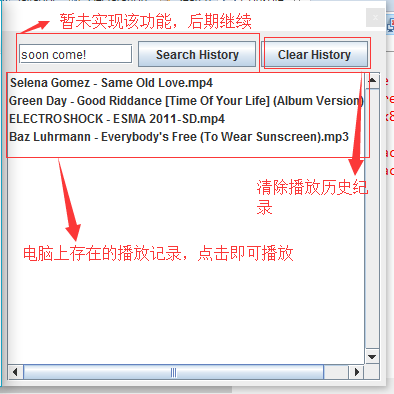 暂未实现该功能，后期继续
soon come! Search History Clear History
Selena Gomez - Same Old Love.mp4
Green Day - Good Riddance [Time Of Your Life] (Album Version)
ELECTROSHOCK - ESMA 2011-SD.mp4
Baz Luhrmann - Everybody's Free (To Wear Sunscreen).mp3
清除播放历史纪
录
电脑上存在的播放记录，点击即可播放